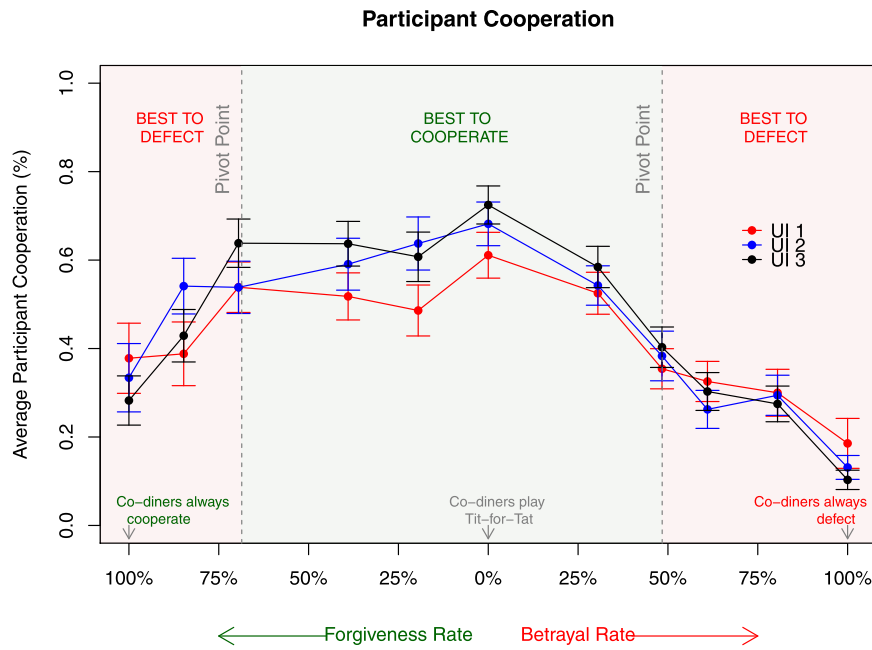 Participant Cooperation
Average Participant Cooperation (%)
1.0
0.8
0.6
0.4
0.2
0.0
BEST TO
DEFECT
Pivot Point
BEST TO
COOPERATE
Pivot Point
BEST TO
DEFECT
UI 1
UI 2
UI 3
Co−diners always
cooperate
Co−diners play
Tit−for−Tat
Co−diners always
defect
100%
75%
50%
25%
0%
25%
50%
75%
100%
Forgiveness Rate
Betrayal Rate